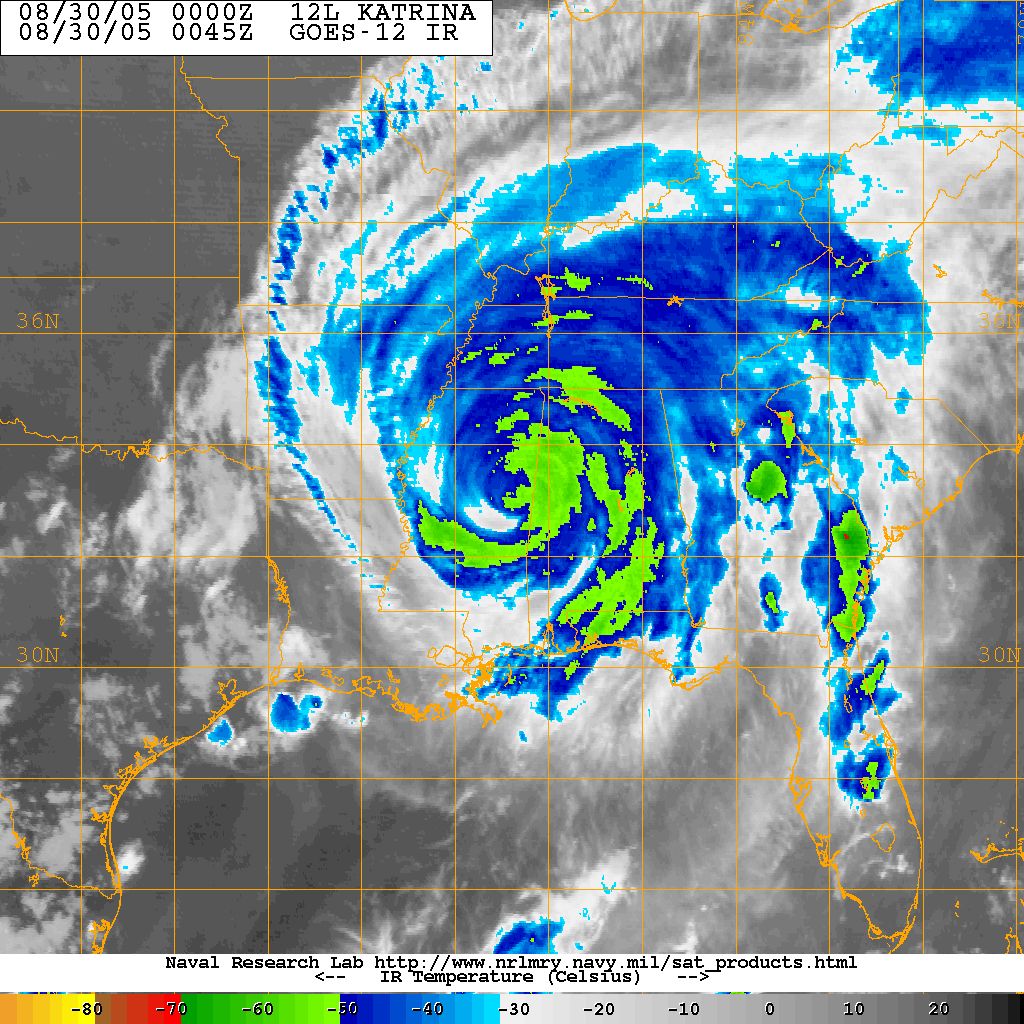 08/30/05 0000Z 12L KATRINA
08/30/05 0045Z GOES-12 IR
36N
30N
30N
Naval Research Lab http://www.nrlmry.navy.mil/sat_products.html
<-- IR Temperature (Celsius) -->
-80 -70 -60 -50 -40 -30 -20 -10 0 10 20